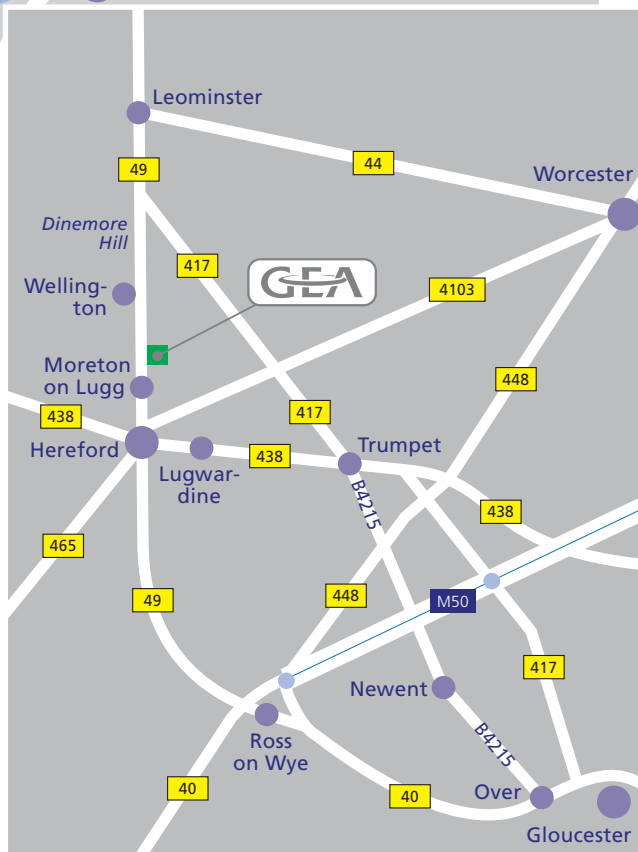 Leominster
49
44
Worcester
Dinemore
Hill
417
GEA
Welling-
ton
4103
Moreton
on Lugg
448
438
417
Hereford
438
Trumpet
Lugwar-
dine
B4215
438
465
49
448
M50
417
Newent
Ross
on Wye
B4215
40
40
Over
Gloucester